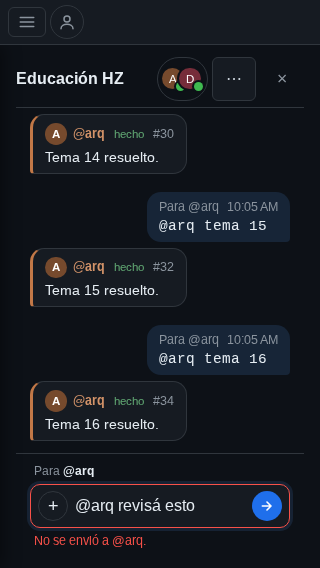 Educación HZ
A D ... ×
A @arq hecho #30
Tema 14 resuelto.
Para @arq 10:05 AM
@arq tema 15
A @arq hecho #32
Tema 15 resuelto.
Para @arq 10:05 AM
@arq tema 16
A @arq hecho #34
Tema 16 resuelto.
Para @arq
+ @arq revisá esto
No se envió a @arq.